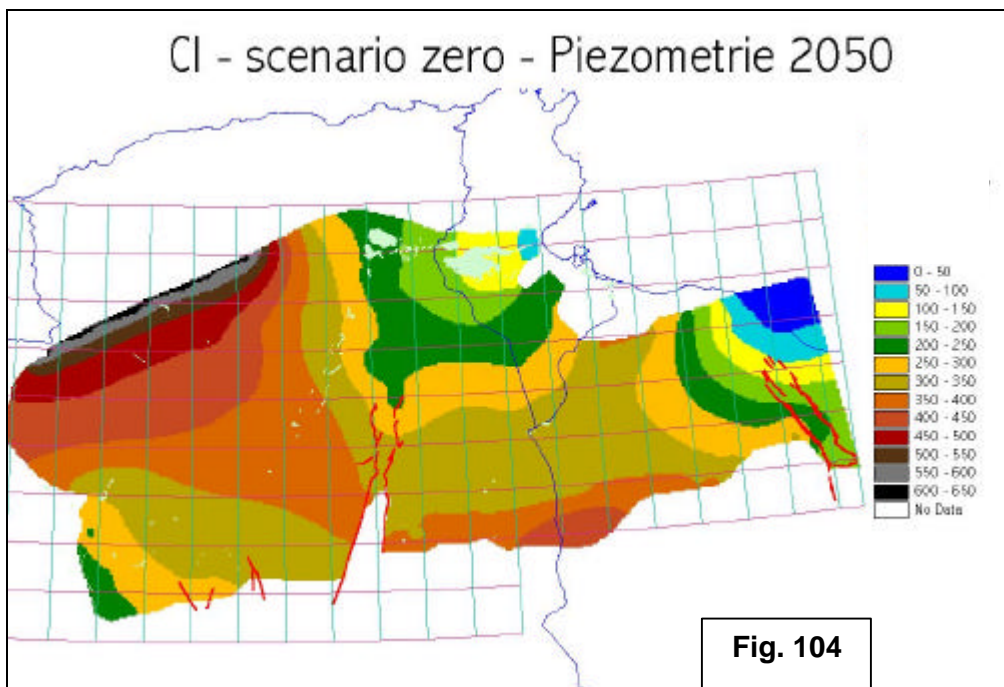 CI - scenario zero - Piezometrie 2050
0 - 50
50 - 100
100 - 150
150 - 200
200 - 250
250 - 300
300 - 350
350 - 400
400 - 450
450 - 500
500 - 550
550 - 600
600 - 650
No Data
Fig. 104